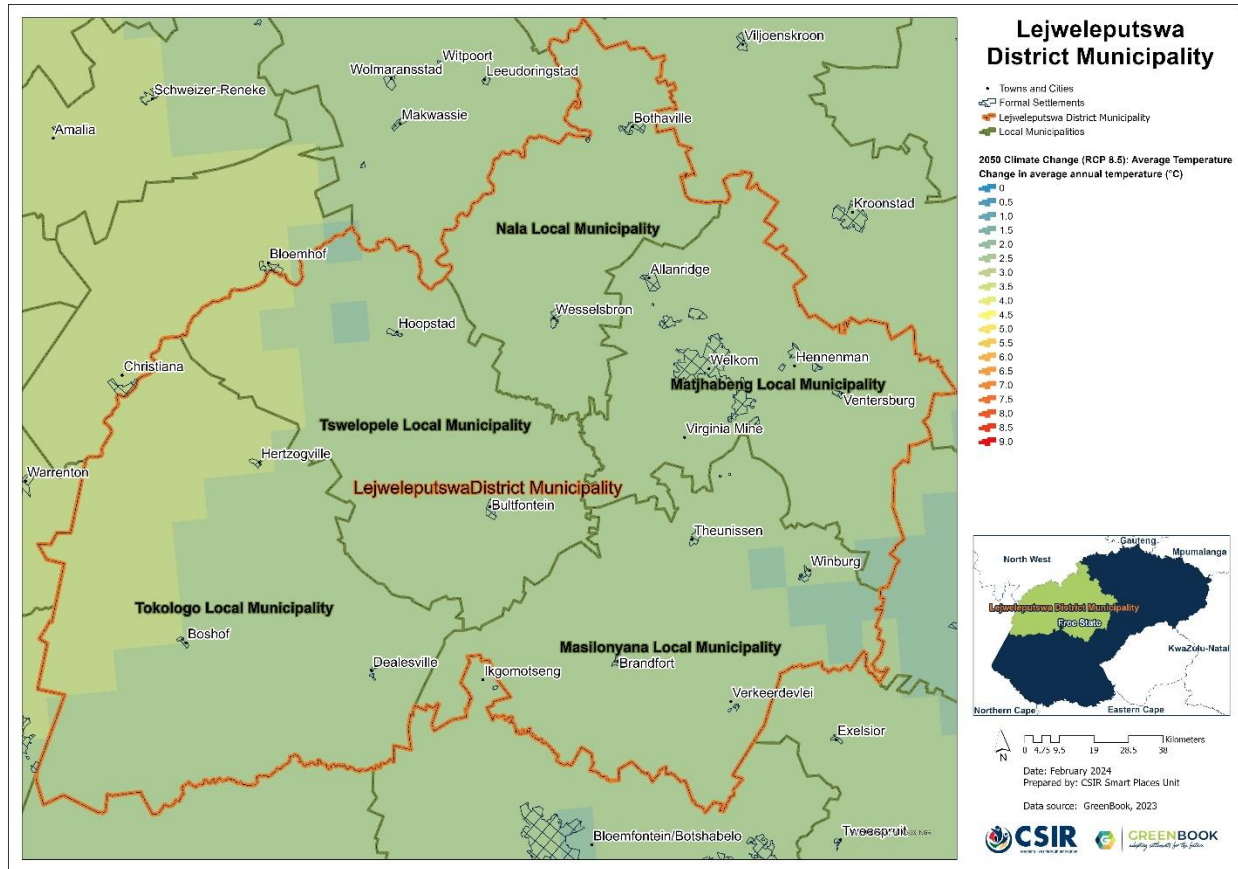 Lejweleputswa
District Municipality
Towns and Cities
Formal Settlements
Lejweleputswa District Municipality
Local Municipalities
2050 Climate Change (RCP 8.5): Average Temperature
Change in average annual temperature (°C)
0
0.5
1.0
1.5
2.0
2.5
3.0
3.5
4.0
4.5
5.0
5.5
6.0
6.5
7.0
7.5
8.0
8.5
9.0
Viljoenskroon
Witpoort
Wolmaransstad
Leeudoringstad
Schweizer-Reneke
Makwassie
Bothaville
Amalia
Kroonstad
Nala Local Municipality
Bloemhof
Allanridge
Wesselsbron
Hoopstad
Welkom
Hennenman
Christiana
Matjhabeng Local Municipality
Ventersburg
Tswelopele Local Municipality
Virginia Mine
Hertzogville
Warrenton
LejweleputswaDistrict Municipality
Bultfontein
Theunissen
Winburg
Tokologo Local Municipality
Boshof
Masilonyana Local Municipality
Brandfort
Dealesville
Ikgomotseng
Verkeerdevlei
Exelsior
Bloemfontein/Botshabelo
Tweespruit
Gauteng
North West
Mpumalanga
Lejweleputswa District Municipality
Free State
KwaZulu-Natal
Northern Cape
Eastern Cape
N
Kilometers
0 4.75 9.5 19 28.5 38
Date: February 2024
Prepared by: CSIR Smart Places Unit
Data source: GreenBook, 2023
CSIR
GREENBOOK
adapting settlements for the future